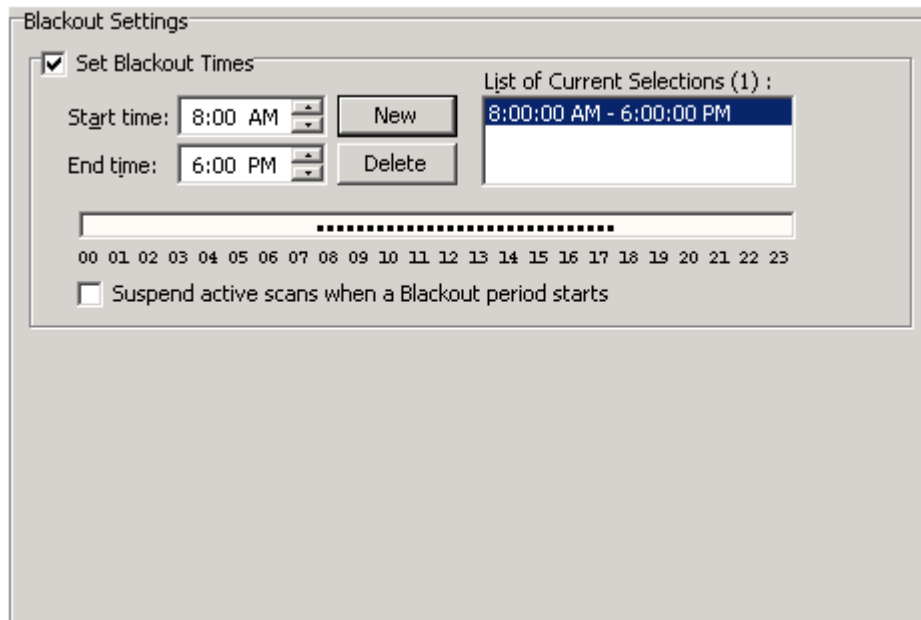 Blackout Settings
Set Blackout Times
List of Current Selections (1) :
Start time: 8:00 AM New
8:00:00 AM - 6:00:00 PM
End time: 6:00 PM Delete
00 01 02 03 04 05 06 07 08 09 10 11 12 13 14 15 16 17 18 19 20 21 22 23
Suspend active scans when a Blackout period starts